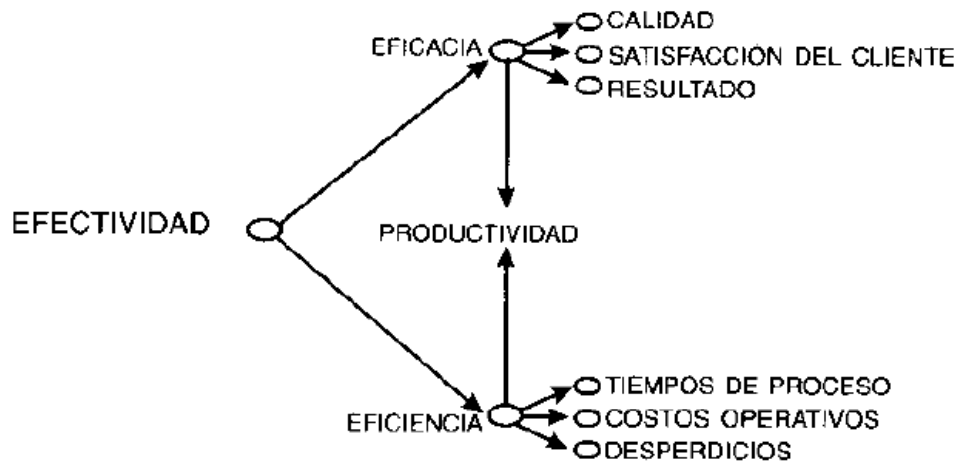 EFICACIA
CALIDAD
SATISFACCION DEL CLIENTE
RESULTADO
EFECTIVIDAD
PRODUCTIVIDAD
EFICIENCIA
TIEMPOS DE PROCESO
COSTOS OPERATIVOS
DESPERDICIOS